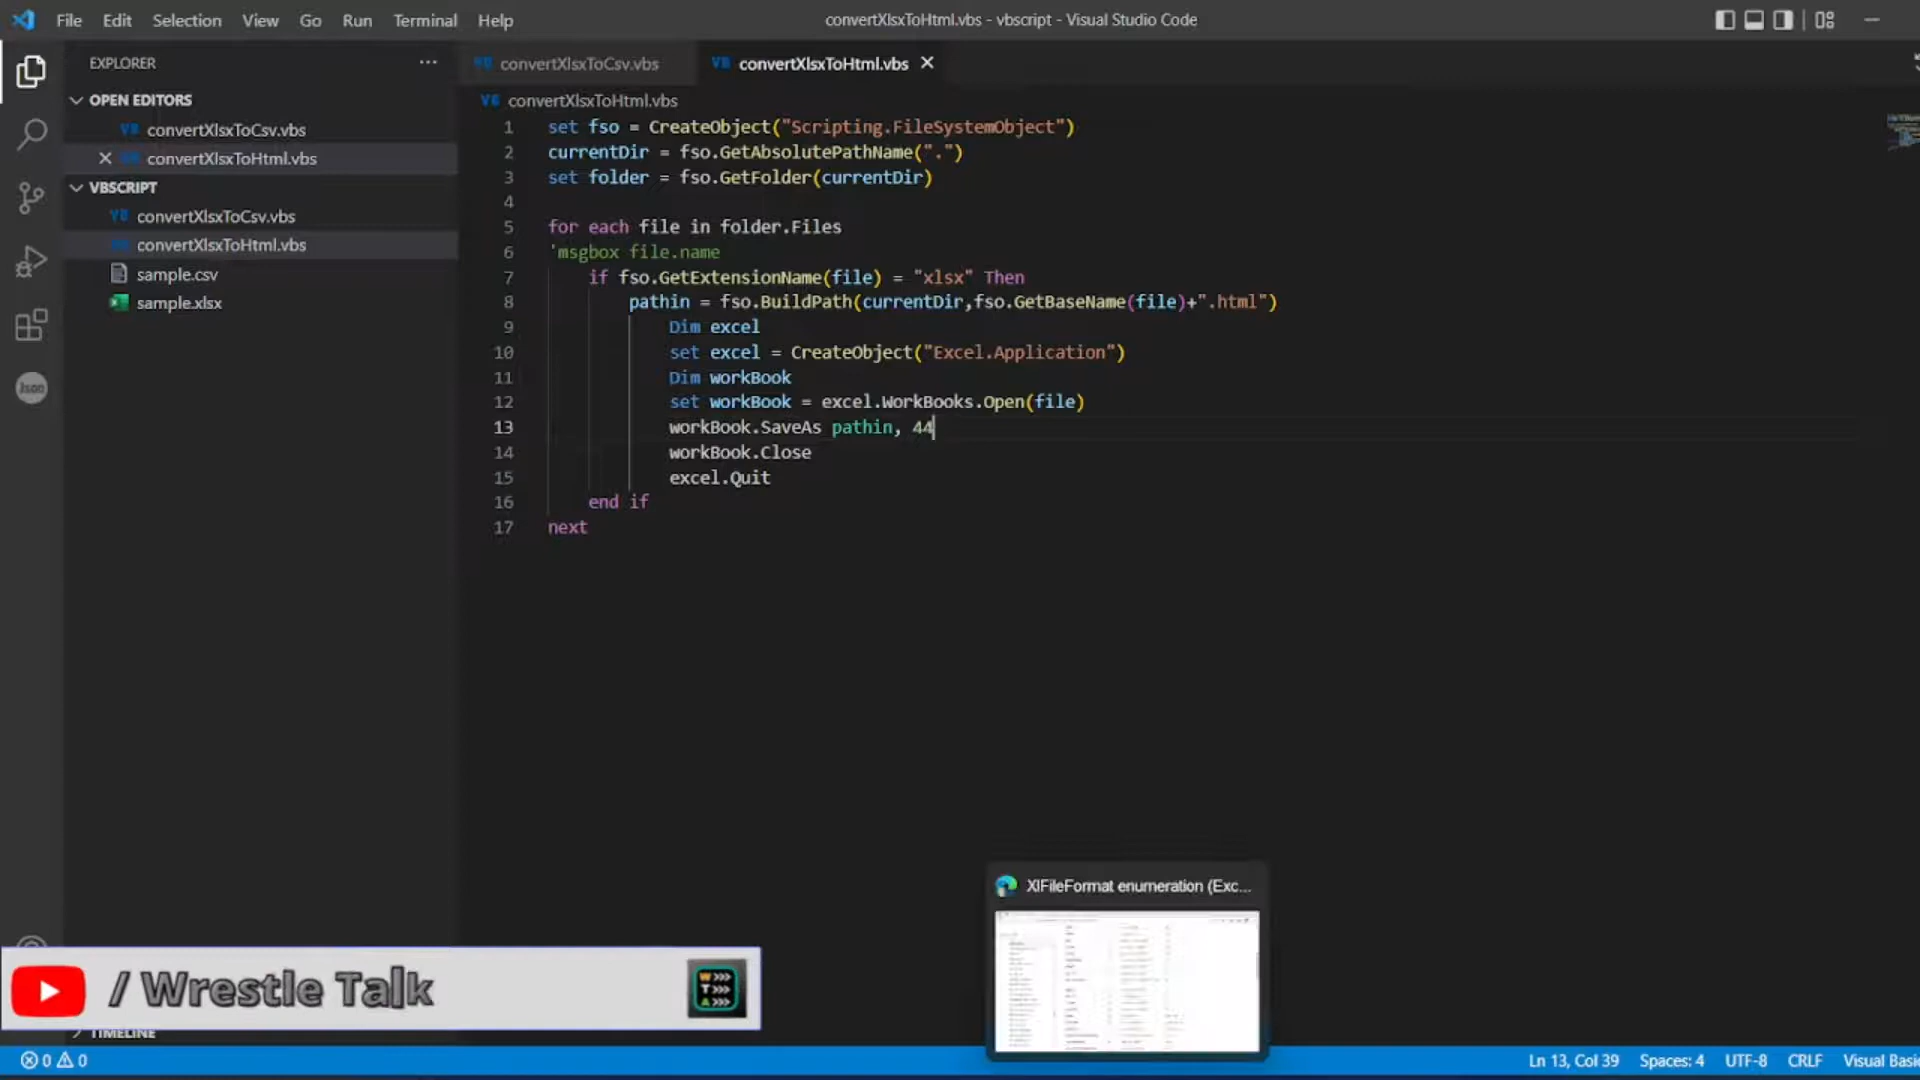 File Edit Selection View Go Run Terminal Help
convertXlsxToHtml.vbs - vbscript - Visual Studio Code
EXPLORER
OPEN EDITORS
convertXlsxToCsv.vbs
convertXlsxToHtml.vbs
VBSCRIPT
convertXlsxToCsv.vbs
convertXlsxToHtml.vbs
sample.csv
sample.xlsx
Json
convertXlsxToCsv.vbs
convertXlsxToHtml.vbs
convertXlsxToHtml.vbs
1 set fso = CreateObject("Scripting.FileSystemObject")
2 currentDir = fso.GetAbsolutePathName(".")
3 set folder = fso.GetFolder(currentDir)
4
5 for each file in folder.Files
6 'msgbox file.name
7 if fso.GetExtensionName(file) = "xlsx" Then
8 pathin = fso.BuildPath(currentDir,fso.GetBaseName(file)+".html")
9 Dim excel
10 set excel = CreateObject("Excel.Application")
11 Dim workBook
12 set workBook = excel.WorkBooks.Open(file)
13 workBook.SaveAs pathin, 44
14 workBook.Close
15 excel.Quit
16 end if
17 next
XlFileFormat enumeration (Exc...
/ Wrestle Talk
W>>>
T>>>
A>>>
TIMELINE
0 0
Ln 13, Col 39 Spaces: 4 UTF-8 CRLF Visual Basic